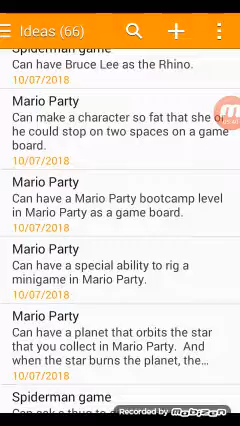 Ideas (66)
Spiderman game
Can have Bruce Lee as the Rhino.
10/07/2018
Mario Party
Can make a character so fat that she or
he could stop on two spaces on a game
board.
10/07/2018
Mario Party
Can have a Mario Party bootcamp level
in Mario Party as a game board.
10/07/2018
Mario Party
Can have a special ability to rig a
minigame in Mario Party.
10/07/2018
Mario Party
Can have a planet that orbits the star
that you collect in Mario Party.  And
when the star burns the planet, the...
10/07/2018
Spiderman game
Can ask a thug to
Recorded by Mobizen